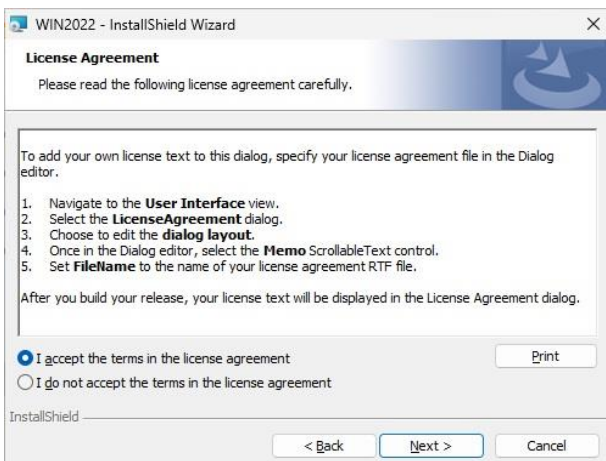 WIN2022 - InstallShield Wizard
License Agreement
Please read the following license agreement carefully.
To add your own license text to this dialog, specify your license agreement file in the Dialog
editor.
1. Navigate to the User Interface view.
2. Select the LicenseAgreement dialog.
3. Choose to edit the dialog layout.
4. Once in the Dialog editor, select the Memo ScrollableText control.
5. Set FileName to the name of your license agreement RTF file.
After you build your release, your license text will be displayed in the License Agreement dialog.
I accept the terms in the license agreement
Print
I do not accept the terms in the license agreement
InstallShield
< Back
Next >
Cancel